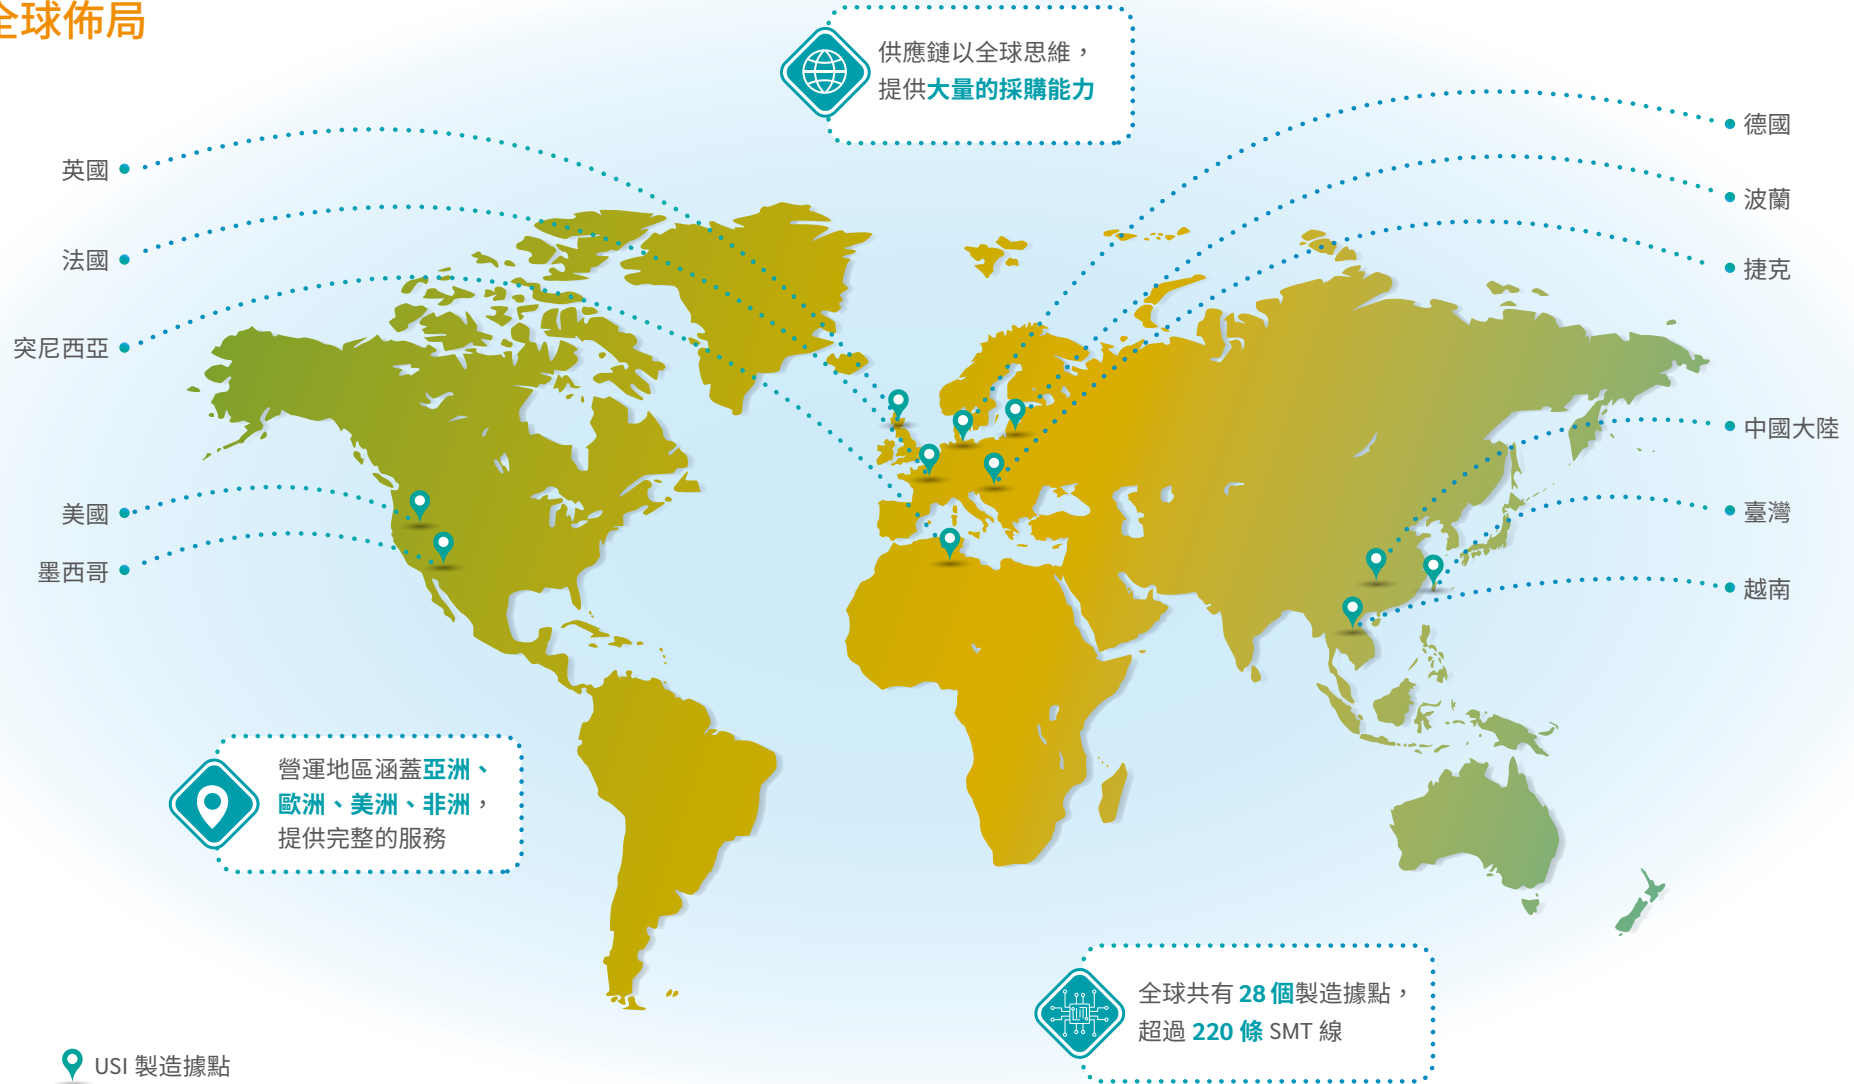 全球佈局
供應鏈以全球思維，
提供大量的採購能力
英國
法國
突尼西亞
美國
墨西哥
德國
波蘭
捷克
中國大陸
臺灣
越南
營運地區涵蓋亞洲、
歐洲、美洲、非洲，
提供完整的服務
全球共有 28 個製造據點，
超過 220 條 SMT 線
USI 製造據點